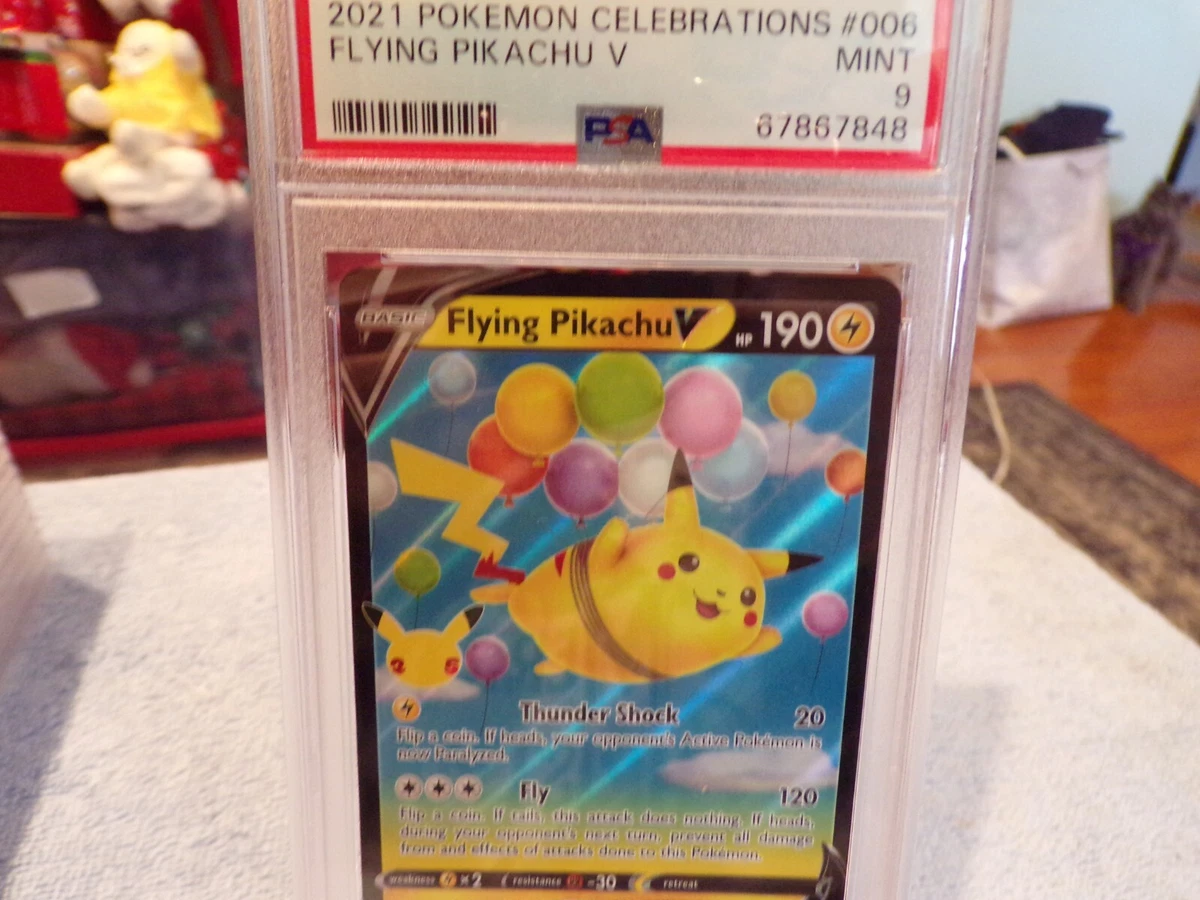 2021 POKEMON CELEBRATIONS #006
FLYING PIKACHU V MINT
9
PSA 67867848
BASIC Flying Pikachu V HP 190
25
Thunder Shock 20
Flip a coin. If heads, your opponent's Active Pokémon is
now Paralyzed.
Fly 120
Flip a coin. If tails, this attack does nothing. If heads,
during your opponent's next turn, prevent all damage
from and effects of attacks done to this Pokémon.
weakness ×2 resistance -30 retreat